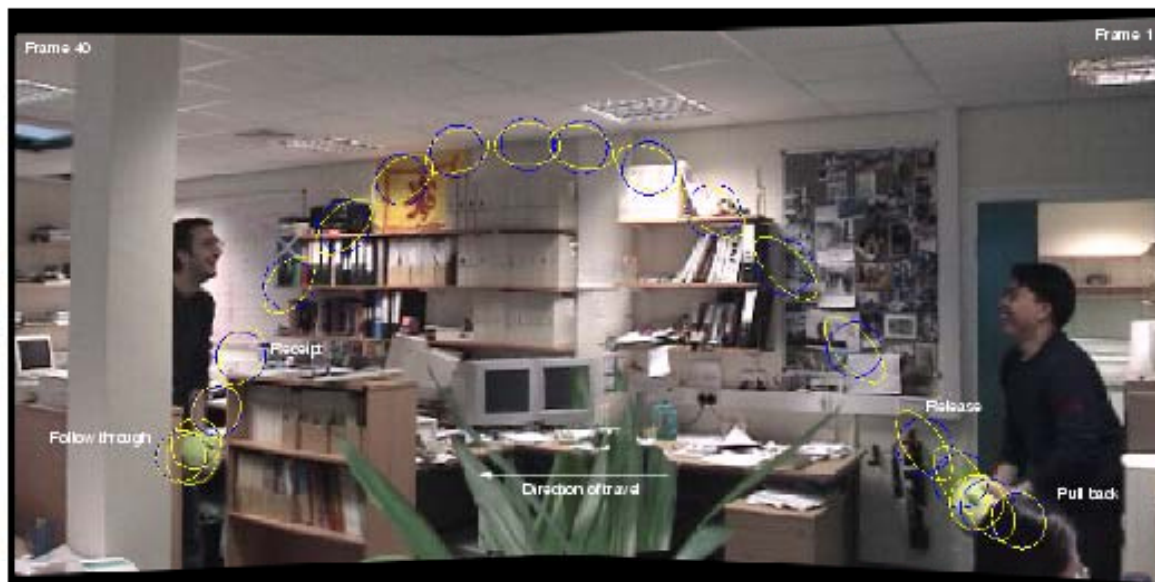 Frame 40
Frame 1
Receipt
Release
Follow through
Direction of travel
Pull back